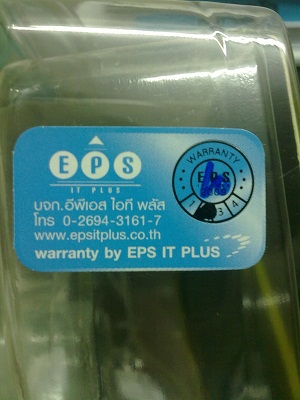 EPS
IT PLUS
บจก.อีพีเอส ไอที พลัส
โทร 0-2694-3161-7
www.epsitplus.co.th
warranty by EPS IT PLUS
WARRANTY
EPS
1 3 4